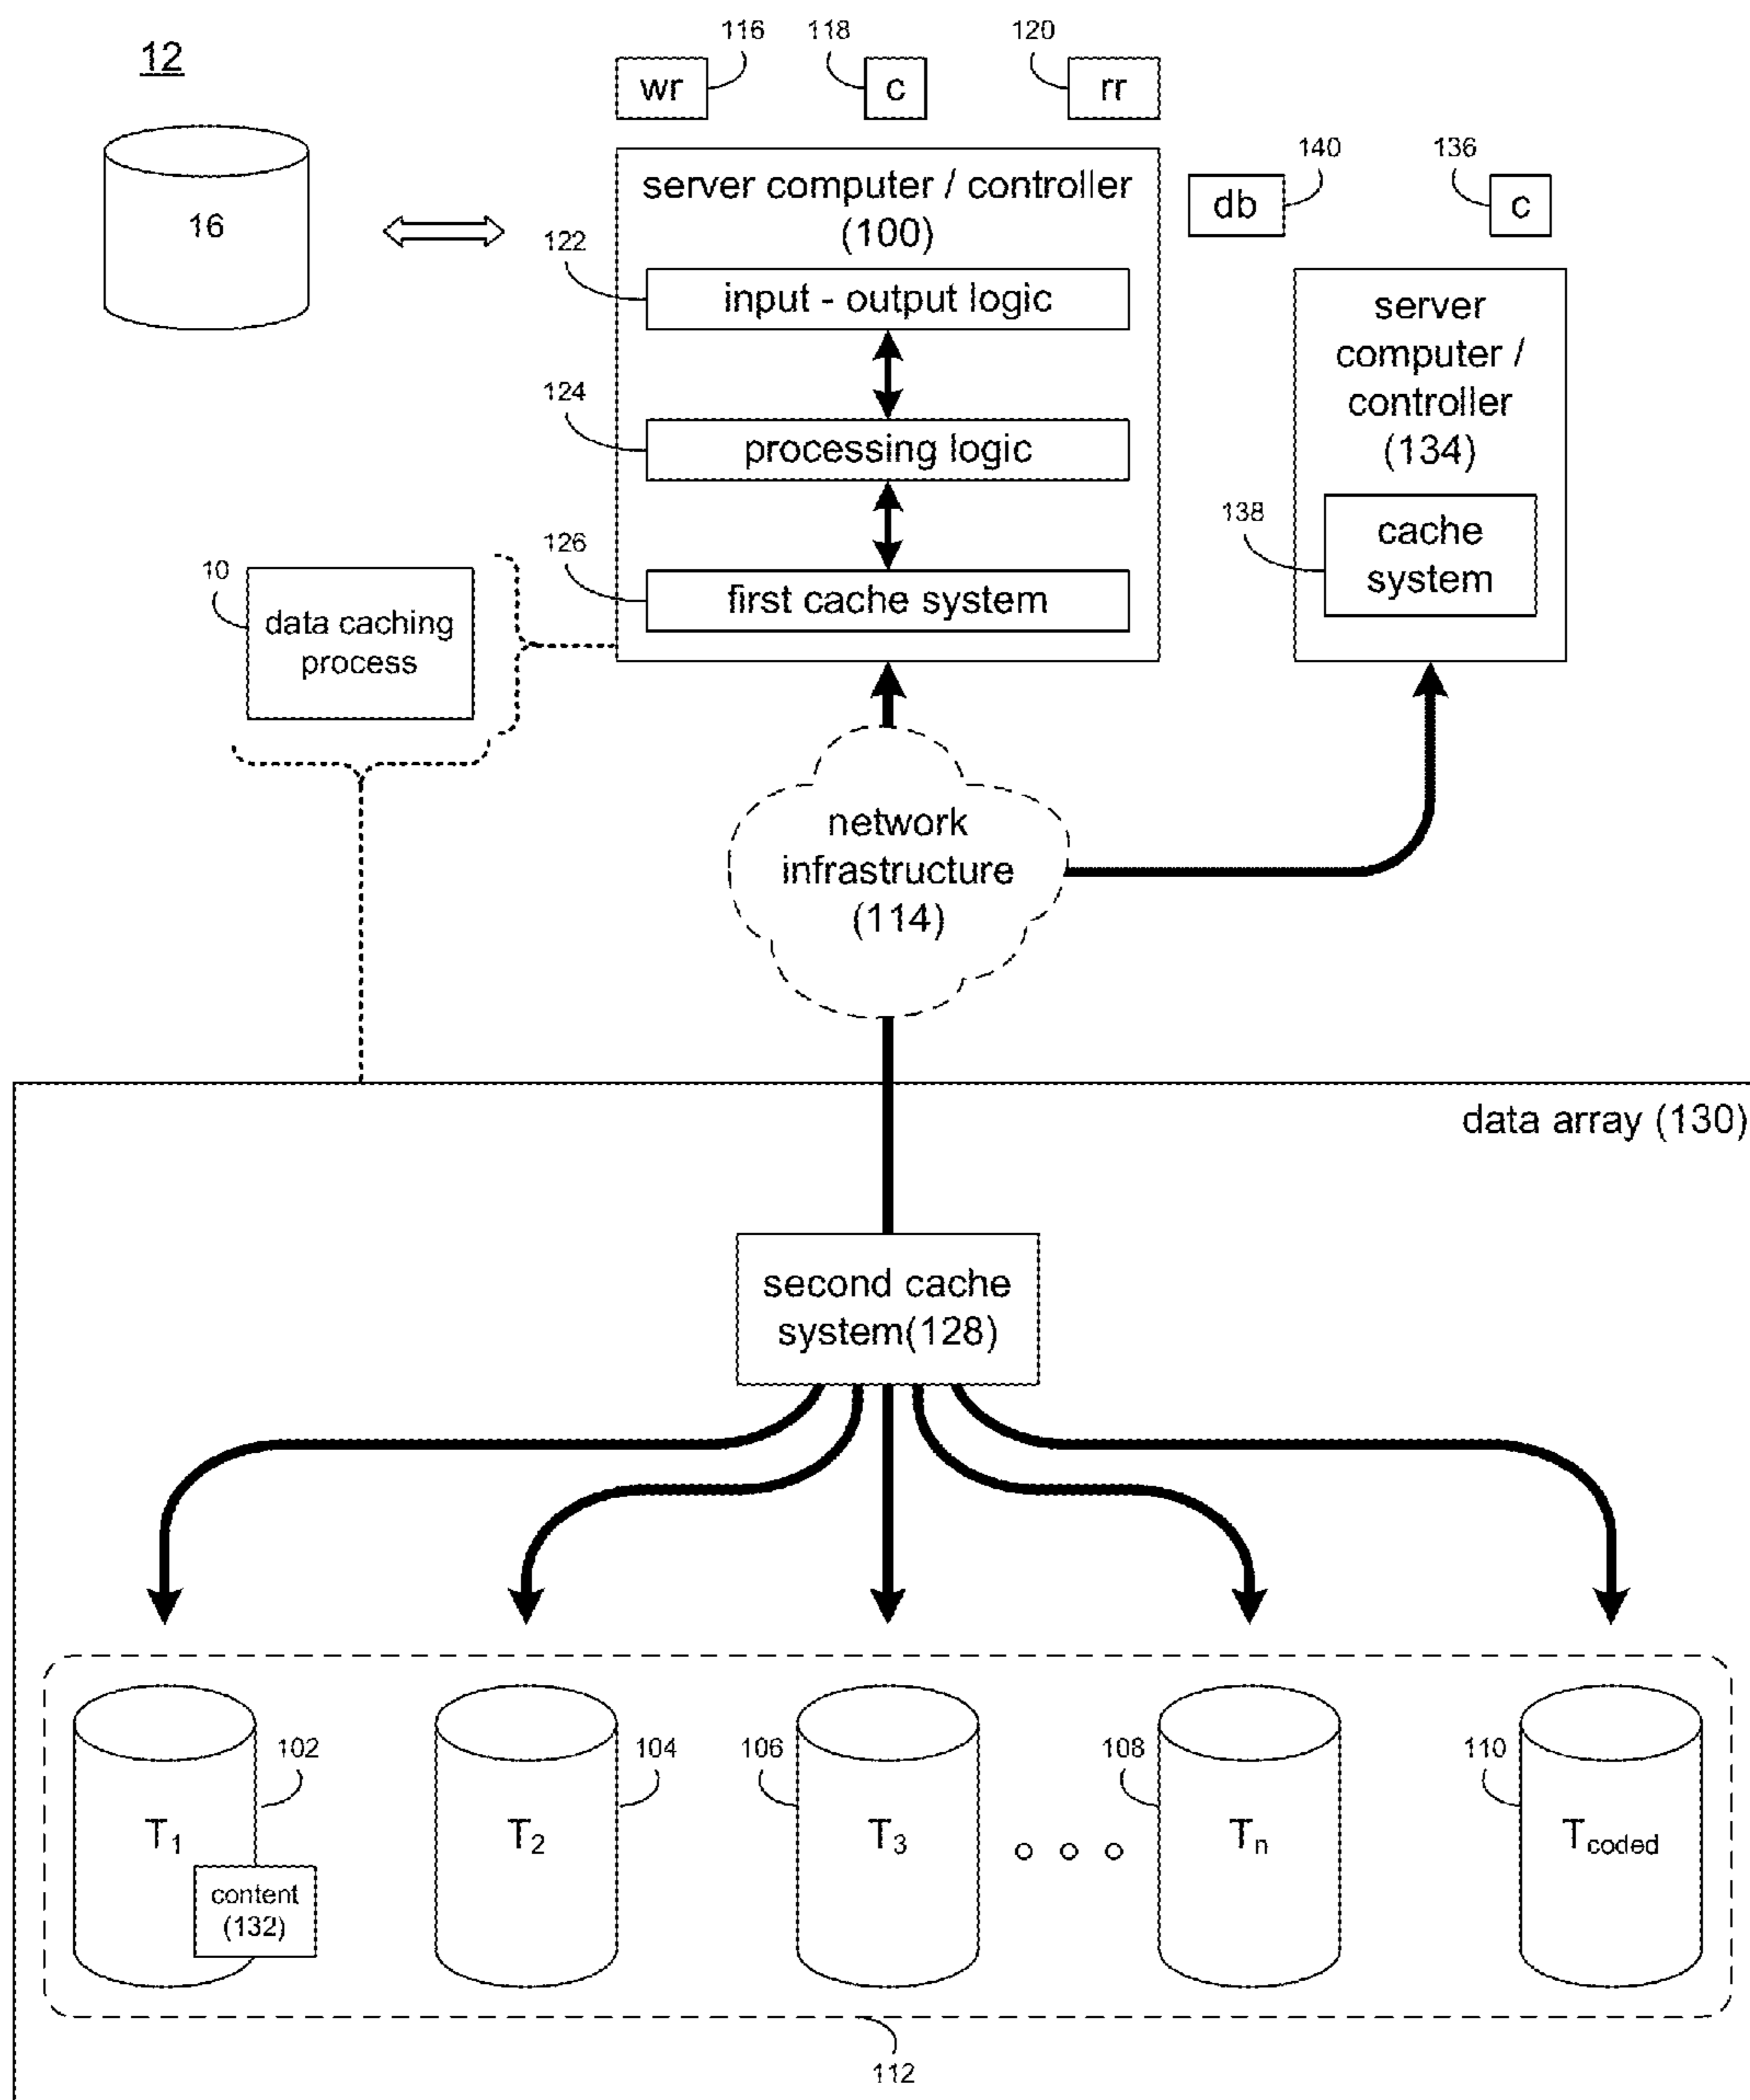 12
116
118
120
wr
c
rr
16
server computer / controller
(100)
140
136
db
c
122
input - output logic
124
processing logic
126
first cache system
server
computer /
controller
(134)
138
cache
system
10
data caching
process
network
infrastructure
(114)
data array (130)
second cache
system(128)
102
104
106
108
110
T1
T2
T3
Tn
Tcoded
content
(132)
112